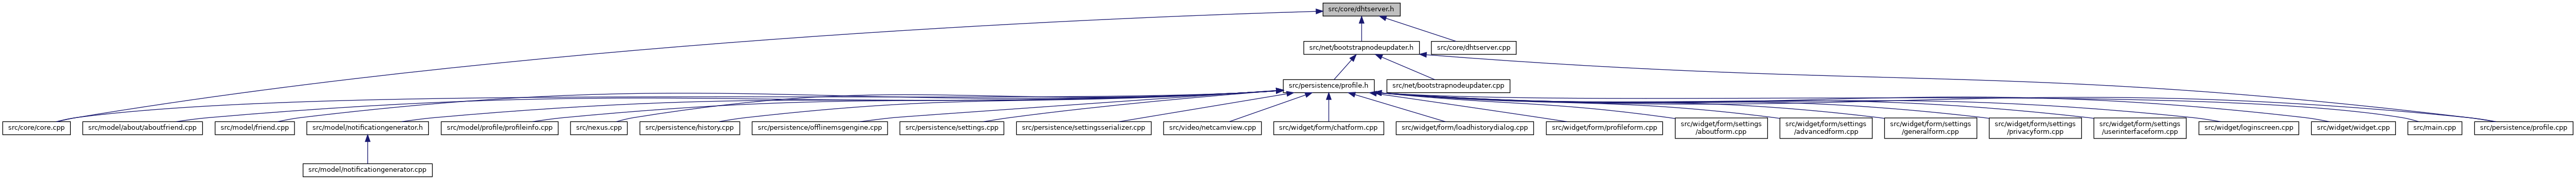 src/core/dhtserver.h
src/net/bootstrapnodeupdater.h
src/core/dhtserver.cpp
src/persistence/profile.h
src/net/bootstrapnodeupdater.cpp
src/core/core.cpp
src/model/about/aboutfriend.cpp
src/model/friend.cpp
src/model/notificationgenerator.h
src/model/profile/profileinfo.cpp
src/nexus.cpp
src/persistence/history.cpp
src/persistence/offlinemsgengine.cpp
src/persistence/settings.cpp
src/persistence/settingsserializer.cpp
src/video/netcamview.cpp
src/widget/form/chatform.cpp
src/widget/form/loadhistorydialog.cpp
src/widget/form/profileform.cpp
src/widget/form/settings
/aboutform.cpp
src/widget/form/settings
/advancedform.cpp
src/widget/form/settings
/generalform.cpp
src/widget/form/settings
/privacyform.cpp
src/widget/form/settings
/userinterfaceform.cpp
src/widget/loginscreen.cpp
src/widget/widget.cpp
src/main.cpp
src/persistence/profile.cpp
src/model/notificationgenerator.cpp